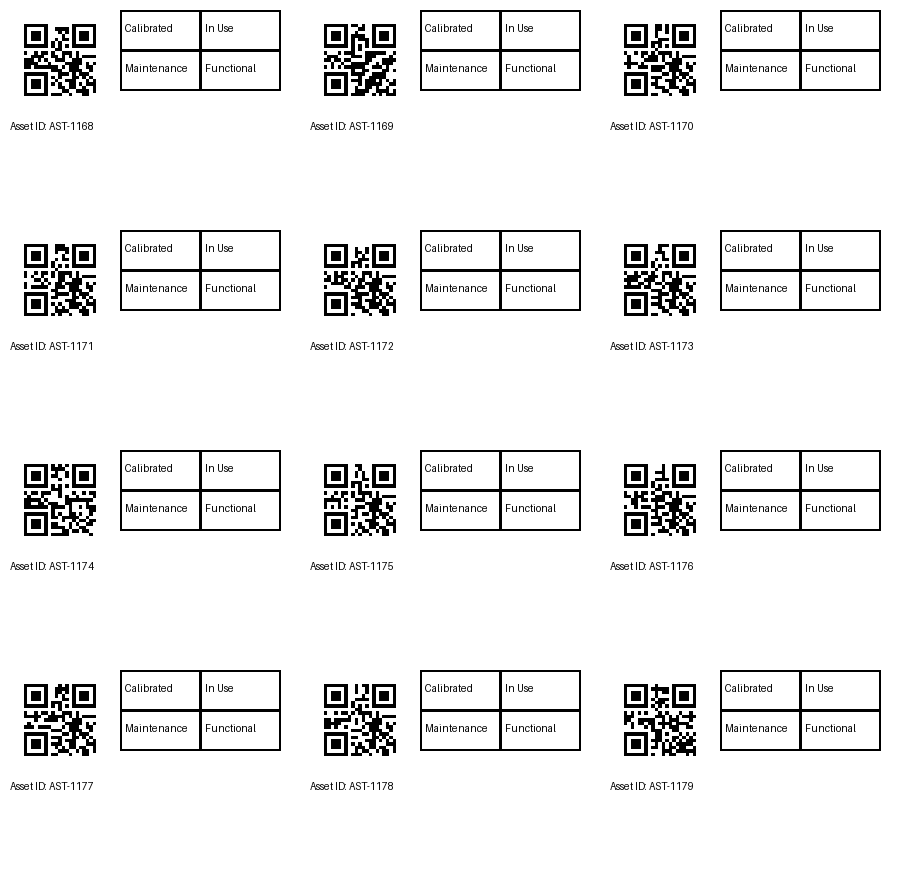 Calibrated In Use Calibrated In Use Calibrated In Use
Maintenance Functional Maintenance Functional Maintenance Functional
Asset ID: AST-1168 Asset ID: AST-1169 Asset ID: AST-1170
Calibrated In Use Calibrated In Use Calibrated In Use
Maintenance Functional Maintenance Functional Maintenance Functional
Asset ID: AST-1171 Asset ID: AST-1172 Asset ID: AST-1173
Calibrated In Use Calibrated In Use Calibrated In Use
Maintenance Functional Maintenance Functional Maintenance Functional
Asset ID: AST-1174 Asset ID: AST-1175 Asset ID: AST-1176
Calibrated In Use Calibrated In Use Calibrated In Use
Maintenance Functional Maintenance Functional Maintenance Functional
Asset ID: AST-1177 Asset ID: AST-1178 Asset ID: AST-1179